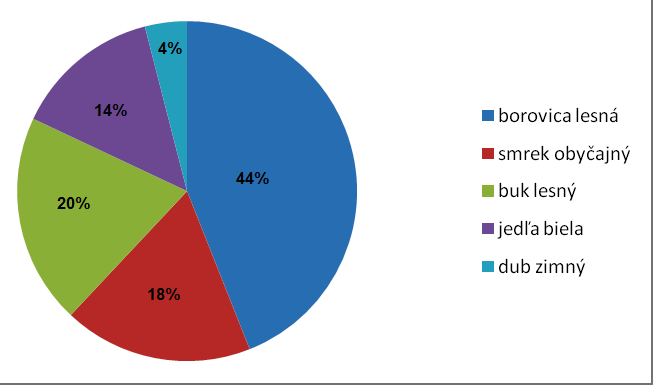 4%
14%
44%
20%
18%
borovica lesná
smrek obyčajný
buk lesný
jedľa biela
dub zimný